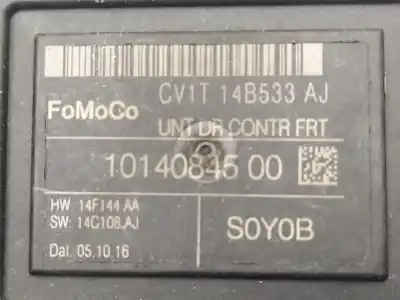 CV1T 14B533 AJ
FoMoCo
UNT DR CONTR FRT
10140845 00
HW: 14F144 AA
SW: 14C108 AJ
Dat. 05.10.16
S0Y0B